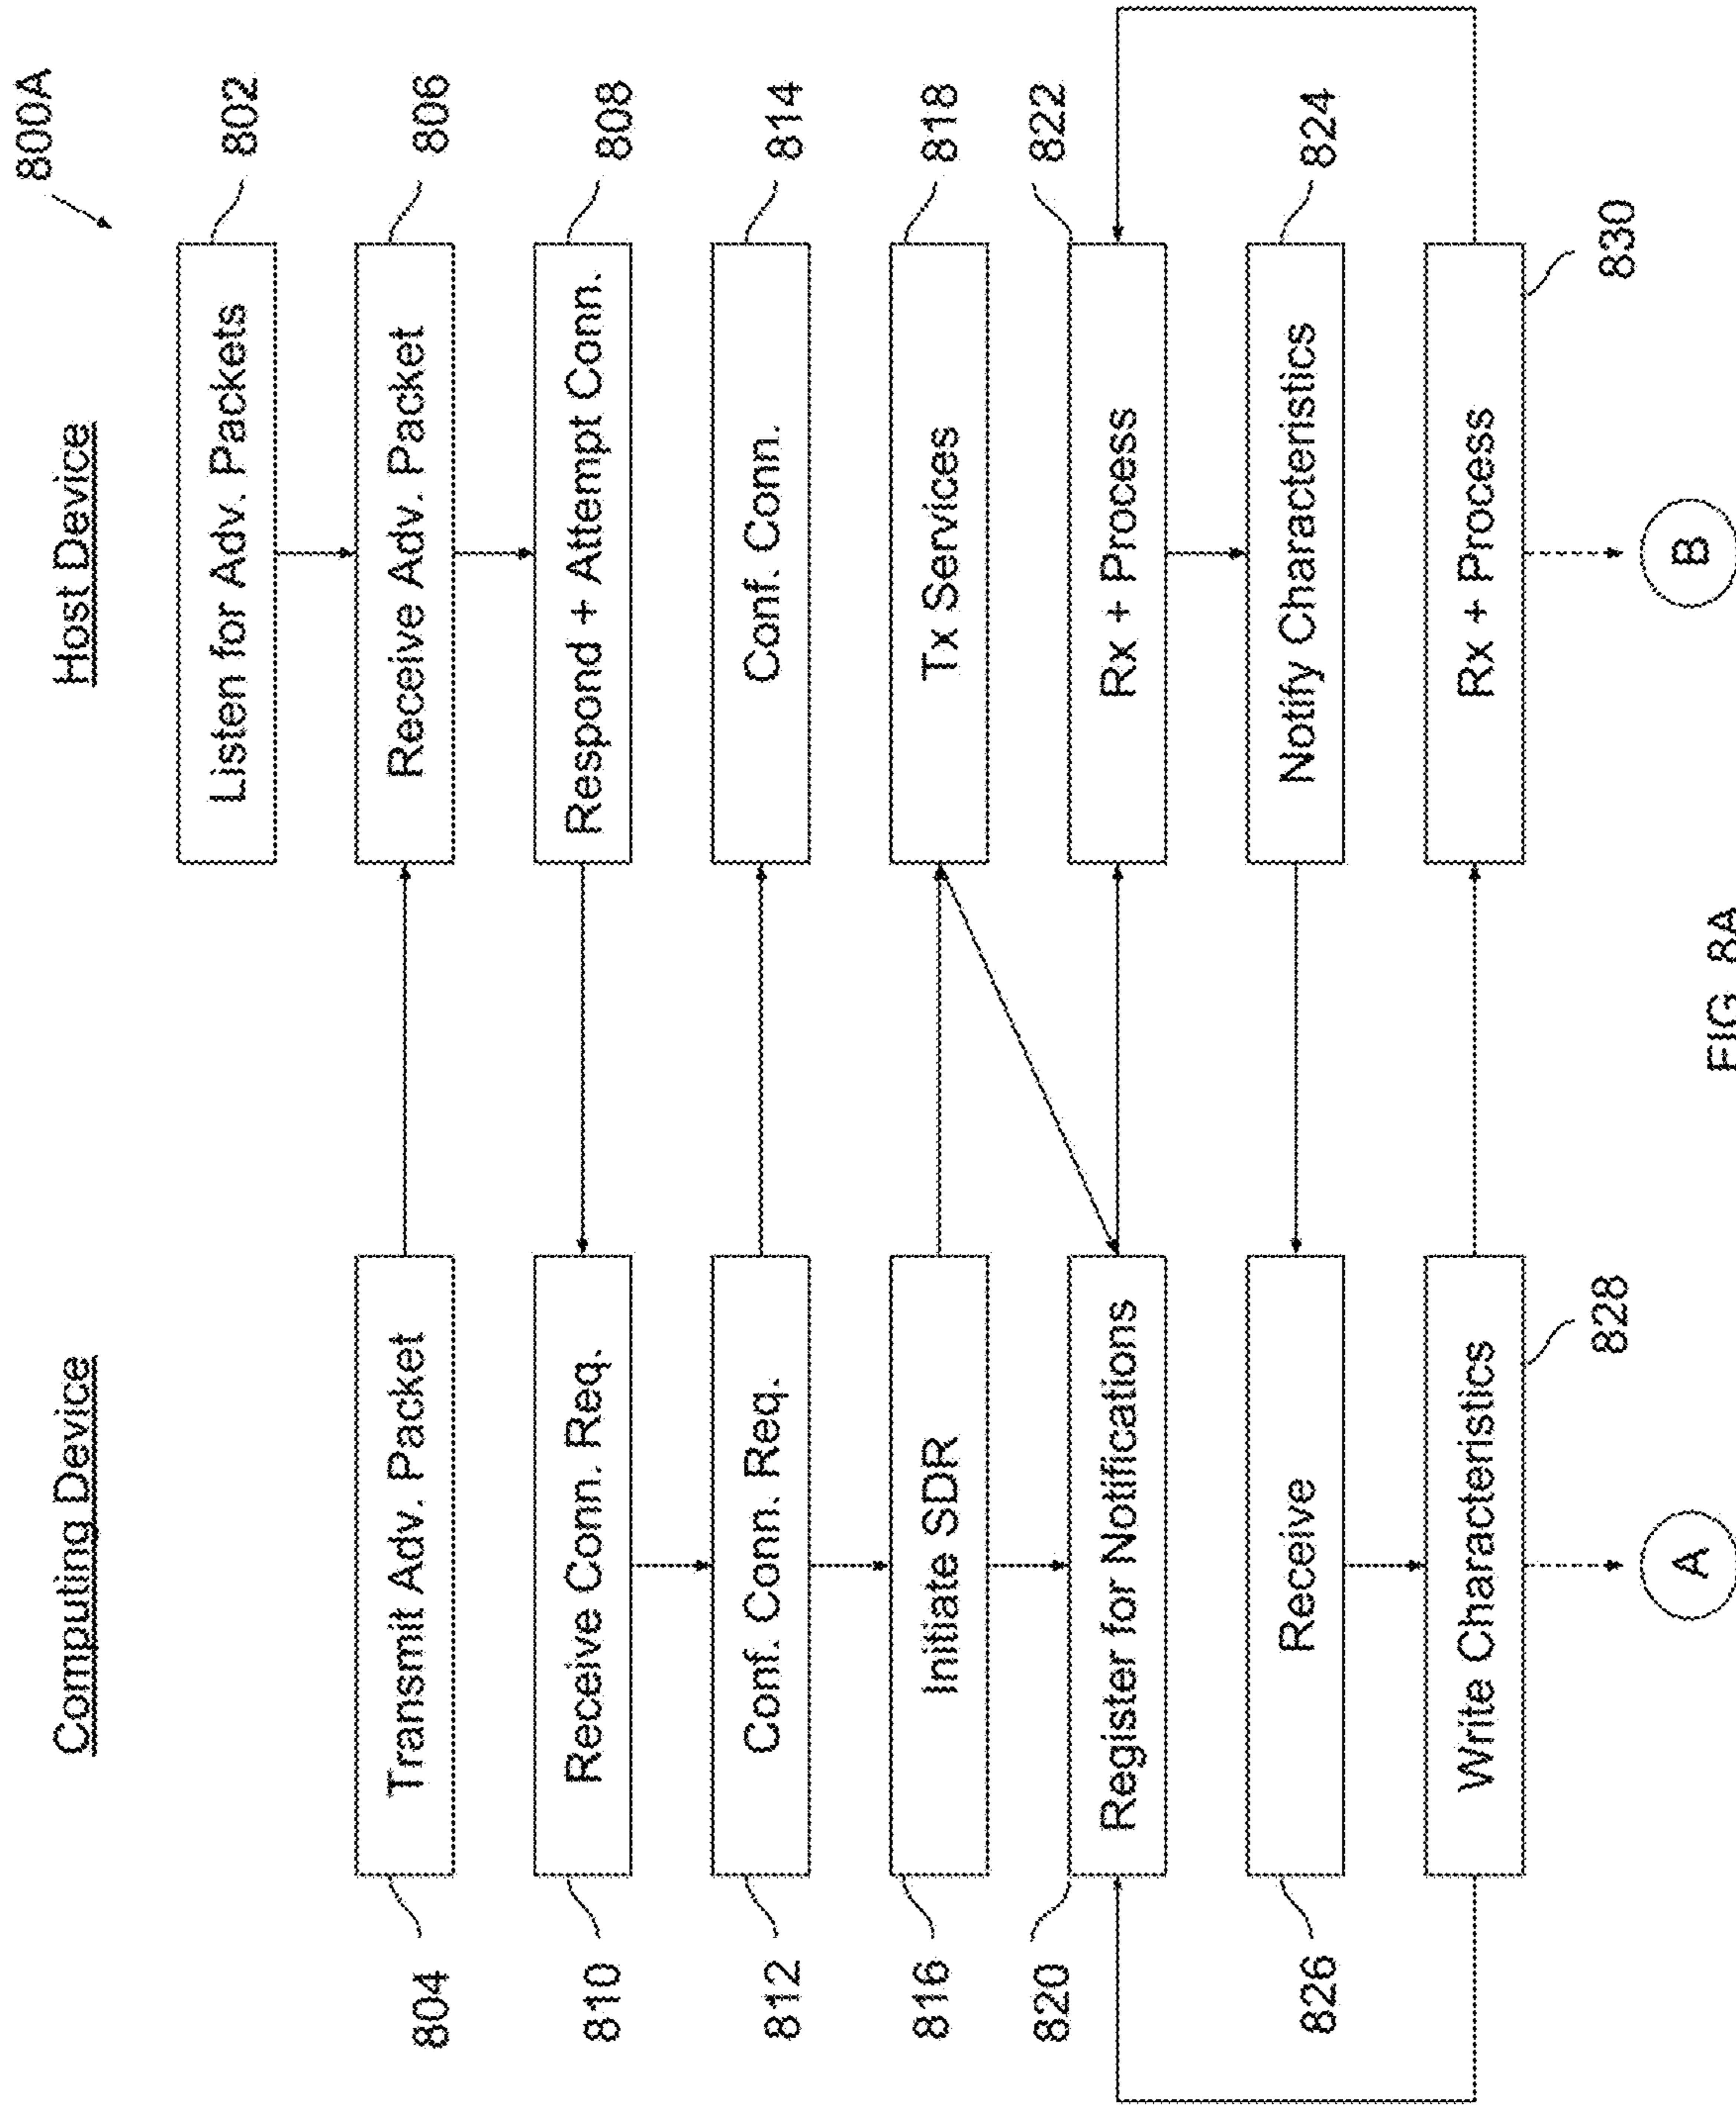 800A
Computing Device
Host Device
Listen for Adv. Packets
802
804
Transmit Adv. Packet
Receive Adv. Packet
806
810
Receive Conn. Req.
Respond + Attempt Conn.
808
812
Conf. Conn. Req.
Conf. Conn.
814
816
Initiate SDR
Tx Services
818
820
Register for Notifications
Rx + Process
822
826
Receive
Notify Characteristics
824
Write Characteristics
828
Rx + Process
830
A
B
FIG. 8A